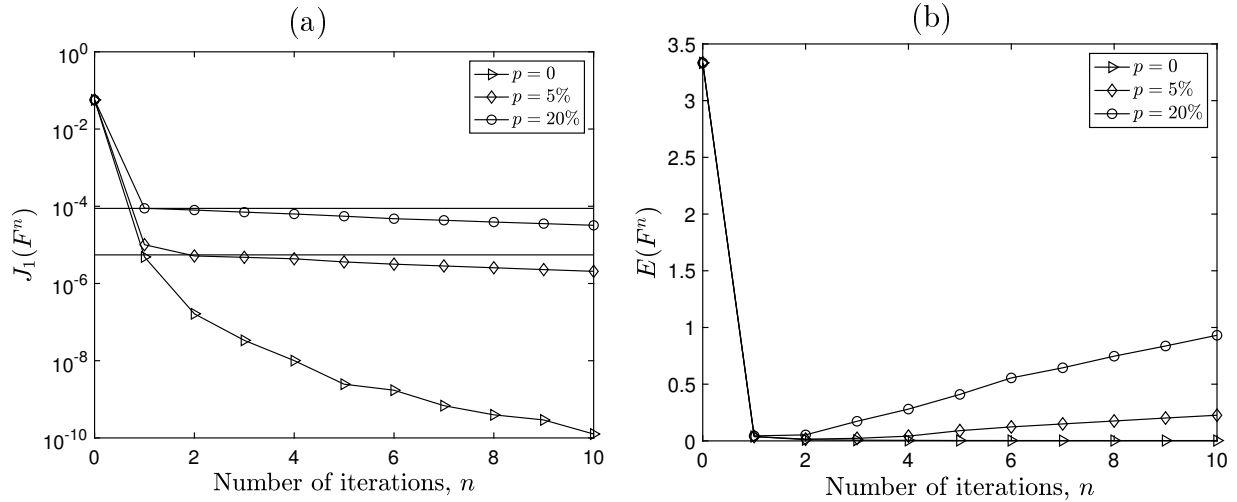 (a)
10^0
10^-2
10^-4
10^-6
10^-8
10^-10
J_1(F^n)
p = 0
p = 5%
p = 20%
0 2 4 6 8 10
Number of iterations, n
(b)
3.5
3
2.5
2
1.5
1
0.5
0
E(F^n)
p = 0
p = 5%
p = 20%
0 2 4 6 8 10
Number of iterations, n